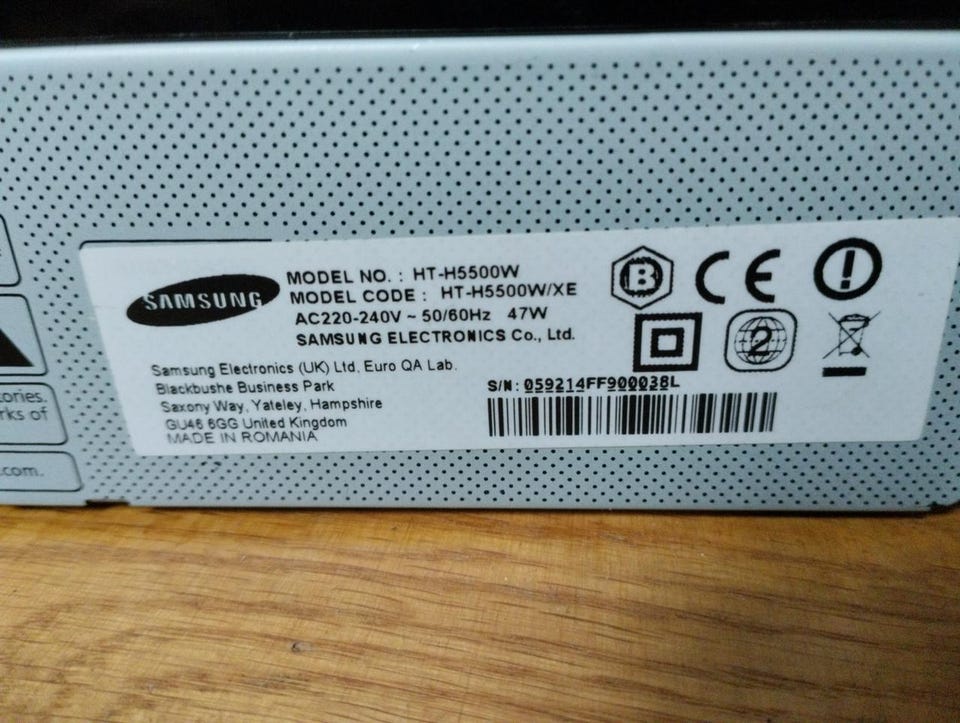 SAMSUNG
MODEL NO. : HT-H5500W
MODEL CODE : HT-H5500W/XE
AC220-240V ~ 50/60Hz 47W
SAMSUNG ELECTRONICS Co., Ltd.
Samsung Electronics (UK) Ltd, Euro QA Lab.
Blackbushe Business Park
Saxony Way, Yateley, Hampshire
GU46 6GG United Kingdom
MADE IN ROMANIA
B
CE
2
S/N: 059214FF900038L
tories.
rks of
.com.